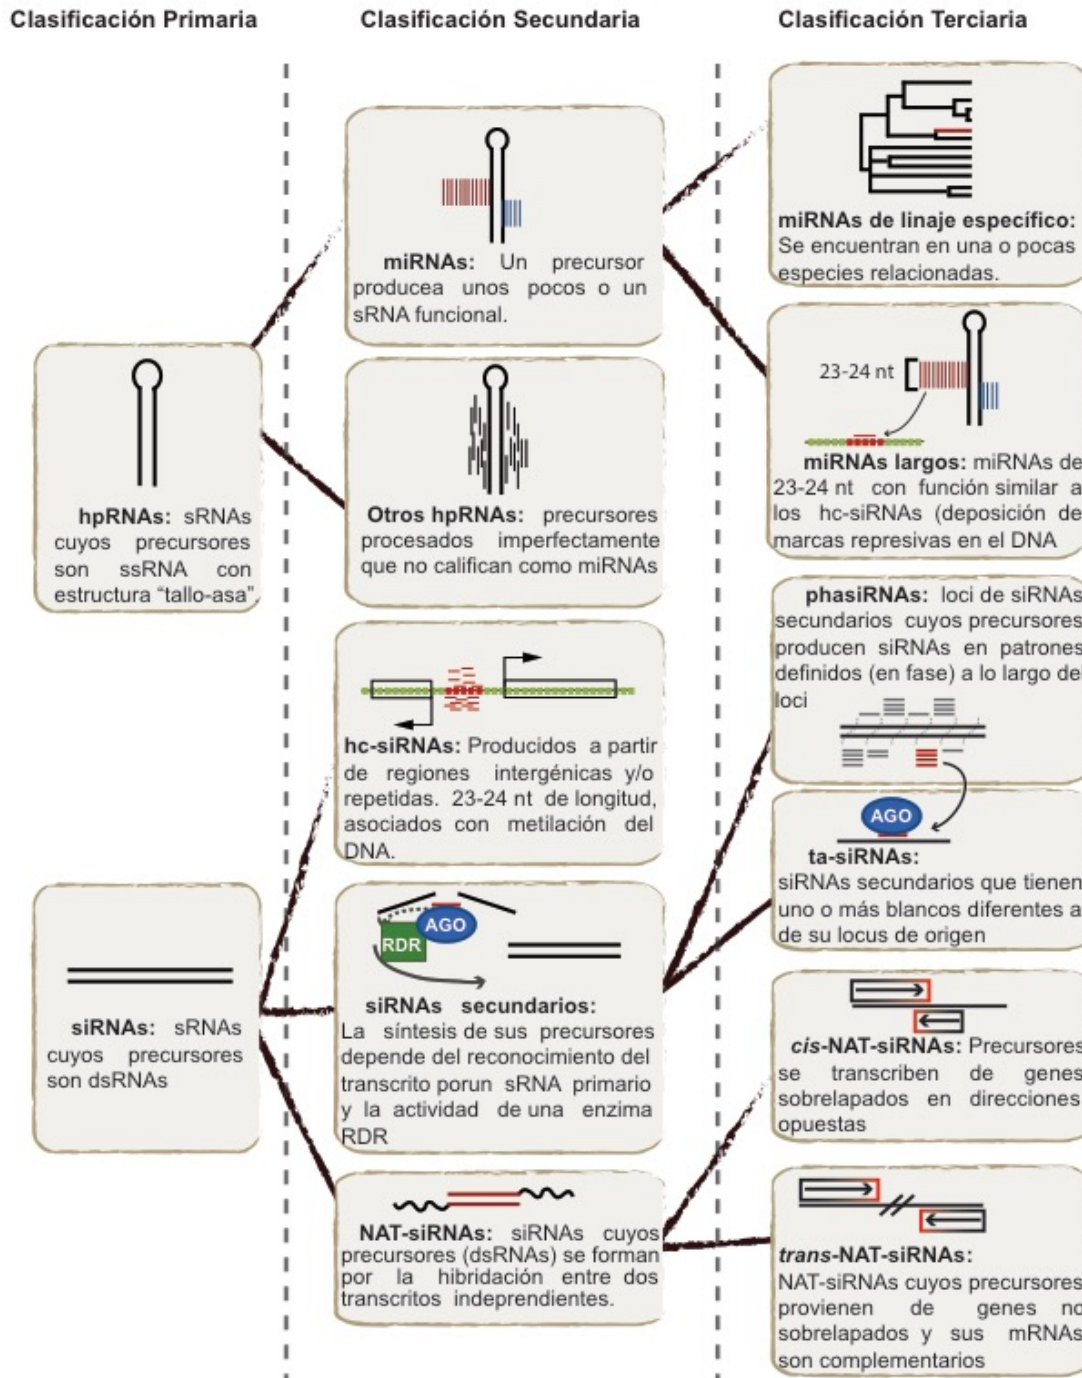 Clasificación Primaria
Clasificación Secundaria
Clasificación Terciaria
hpRNAs: sRNAs
cuyos precursores
son ssRNA con
estructura “tallo-asa”
siRNAs: sRNAs
cuyos precursores
son dsRNAs
miRNAs: Un precursor
producea unos pocos o un
sRNA funcional.
Otros hpRNAs: precursores
procesados imperfectamente
que no califican como miRNAs
hc-siRNAs: Producidos a partir
de regiones intergénicas y/o
repetidas. 23-24 nt de longitud,
asociados con metilación del
DNA.
AGO
RDR
siRNAs secundarios:
La síntesis de sus precursores
depende del reconocimiento del
transcrito porun sRNA primario
y la actividad de una enzima
RDR
NAT-siRNAs: siRNAs cuyos
precursores (dsRNAs) se forman
por la hibridación entre dos
transcritos indeprendientes.
miRNAs de linaje específico:
Se encuentran en una o pocas
especies relacionadas.
23-24 nt
miRNAs largos: miRNAs de
23-24 nt con función similar a
los hc-siRNAs (deposición de
marcas represivas en el DNA
phasiRNAs: loci de siRNAs
secundarios cuyos precursores
producen siRNAs en patrones
definidos (en fase) a lo largo del
loci
AGO
ta-siRNAs:
siRNAs secundarios que tienen
uno o más blancos diferentes a
de su locus de origen
cis-NAT-siRNAs: Precursores
se transcriben de genes
sobrelapados en direcciones
opuestas
trans-NAT-siRNAs:
NAT-siRNAs cuyos precursores
provienen de genes no
sobrelapados y sus mRNAs
son complementarios